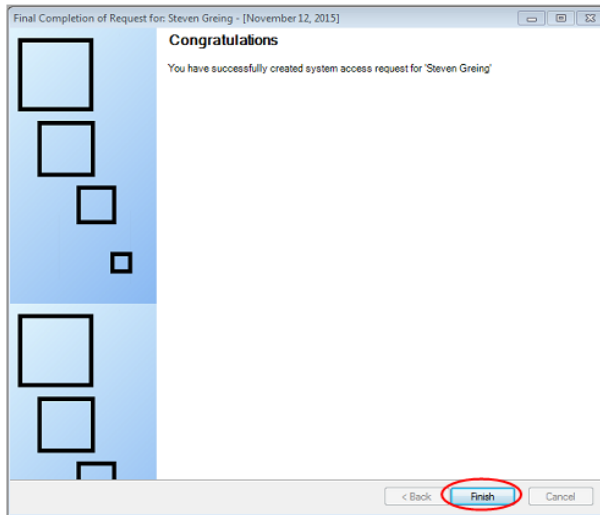 Final Completion of Request for: Steven Greing - [November 12, 2015]
Congratulations
You have successfully created system access request for 'Steven Greing'
< Back
Finish
Cancel